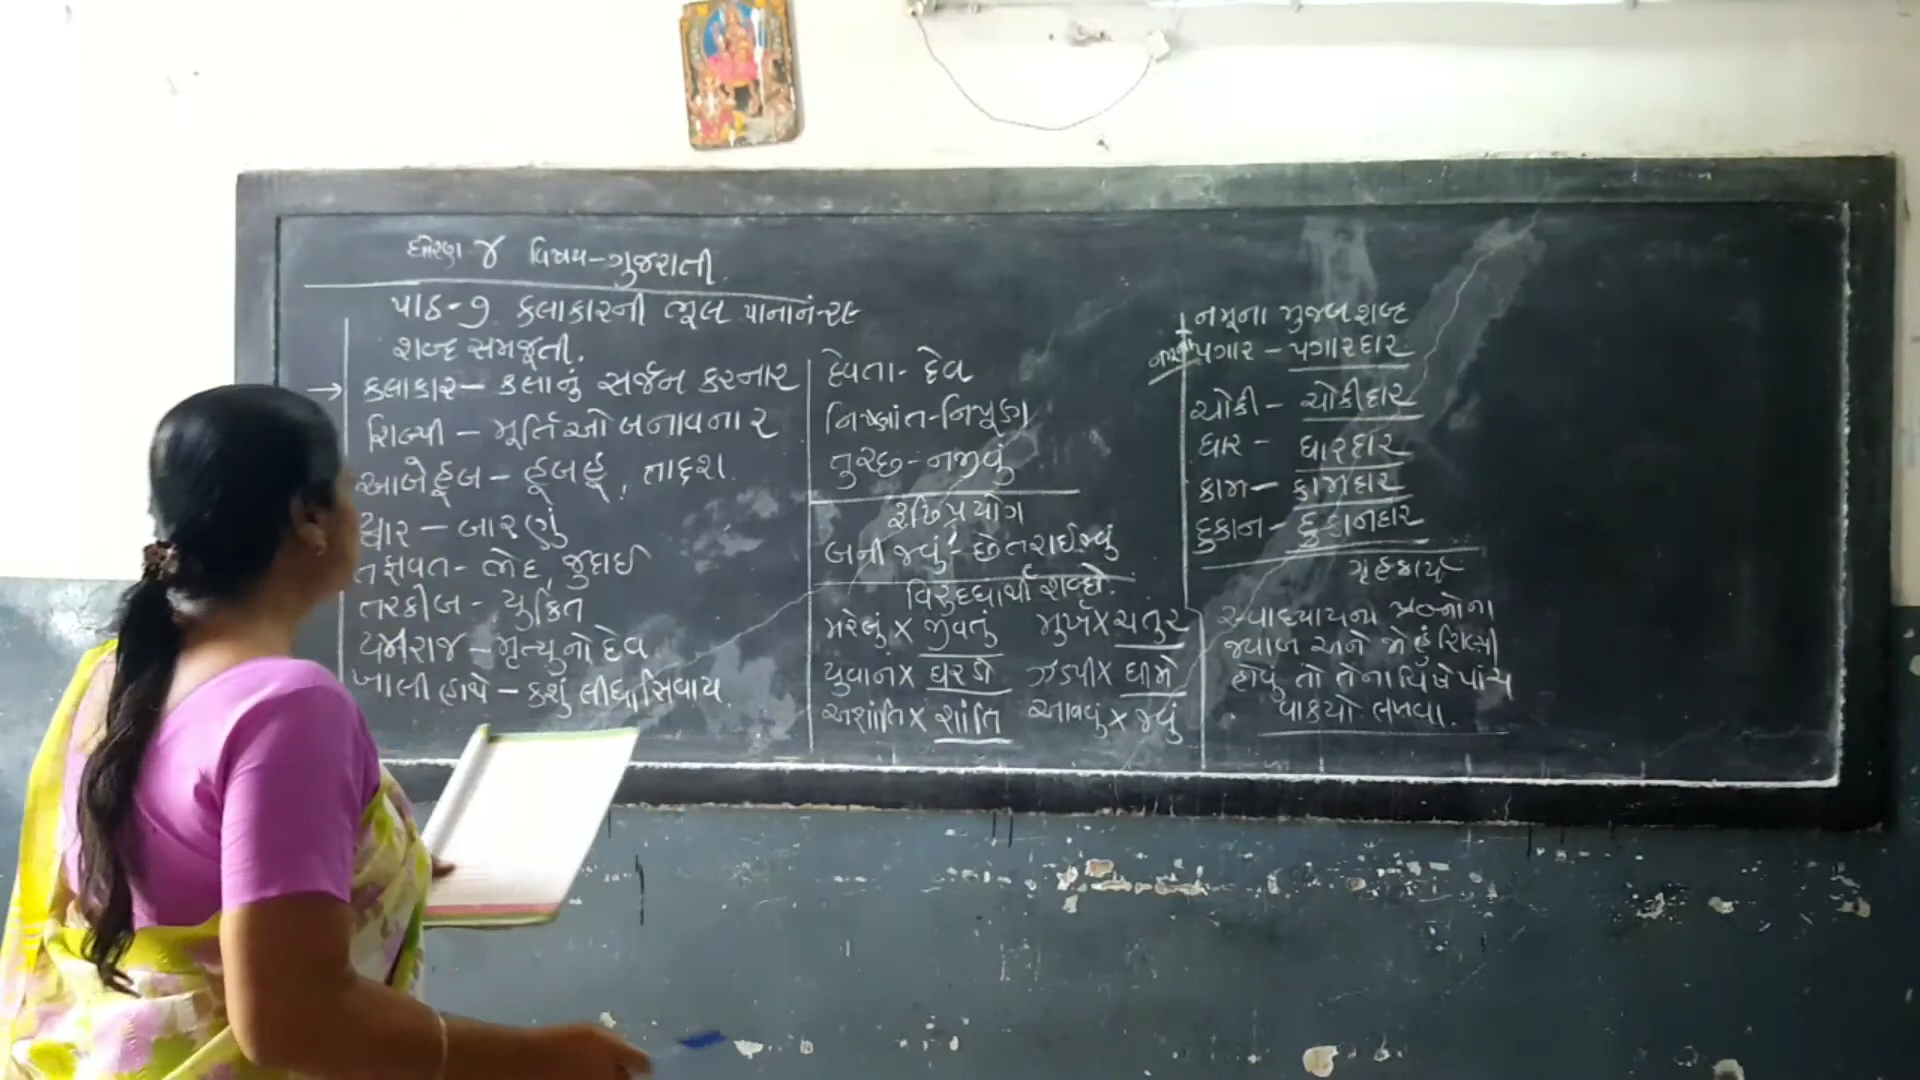 ધોરણ ૪ વિષય-ગુજરાતી.
પાઠ-૭ કલાકારની ભૂલ પાનાનં-૨૯
શબ્દ સમજૂતી.
→ કલાકાર - કલાનું સર્જન કરનાર
શિલ્પી - મૂર્તિઓ બનાવનાર
આબેહૂબ - હૂબહૂ, તાદશ.
દ્વાર - બારણું
તફાવત - ભેદ, જુદાઈ
તરકીબ - યુકિત
યમરાજ - મૃત્યુનો દેવ.
ખાલી હાથે - કશું લીધા સિવાય.
દેવતા - દેવ
નિષ્ણાંત - નિપૂણ
તુચ્છ - નજીવું
રૂઢિપ્રયોગ
બની જવું - છેતરાઈ જવું
વિરુદ્ધાર્થી શબ્દો.
મરેલું X જીવતું મુર્ખ X ચતુર
યુવાન X ઘરડો ઝડપી X ધીમે
અશાંતિ X શાંતિ આવવું X જવું
નમૂના મુજબ શબ્દ
પગાર - પગારદાર
ચોકી - ચોકીદાર
ધાર - ધારદાર
કામ - કામદાર
દુકાન - દુકાનદાર
ગૃહકાર્ય
સ્વાધ્યાયના પ્રશ્નોના
જવાબ અને જો હું શિલ્પી
હોવું તો તેના વિષે પાંચ
વાકયો લખવા.